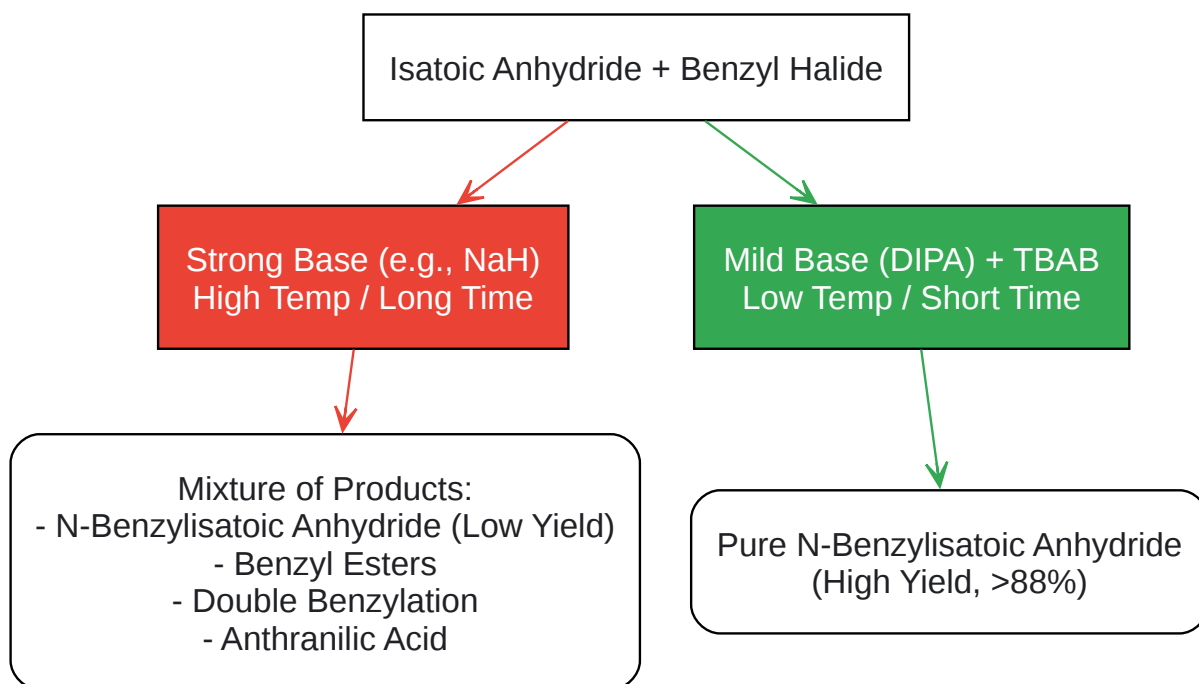 Isatoic Anhydride + Benzyl Halide
Strong Base (e.g., NaH)
High Temp / Long Time
Mild Base (DIPA) + TBAB
Low Temp / Short Time
Mixture of Products:
- N-Benzylisatoic Anhydride (Low Yield)
- Benzyl Esters
- Double Benzylation
- Anthranilic Acid
Pure N-Benzylisatoic Anhydride
(High Yield, >88%)